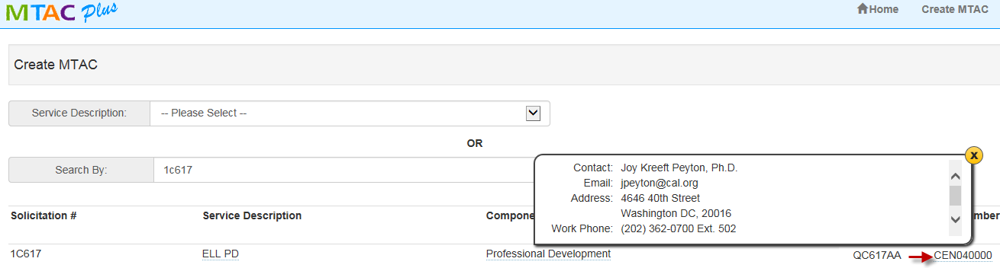 MTAC Plus Home Create MTAC
Create MTAC
Service Description: -- Please Select --
OR
Search By: 1c617
x
Contact: Joy Kreeft Peyton, Ph.D.
Email: jpeyton@cal.org
Address: 4646 40th Street
Washington DC, 20016
Work Phone: (202) 362-0700 Ext. 502
Solicitation # Service Description Compone mber
1C617 ELL PD Professional Development QC617AA CEN040000